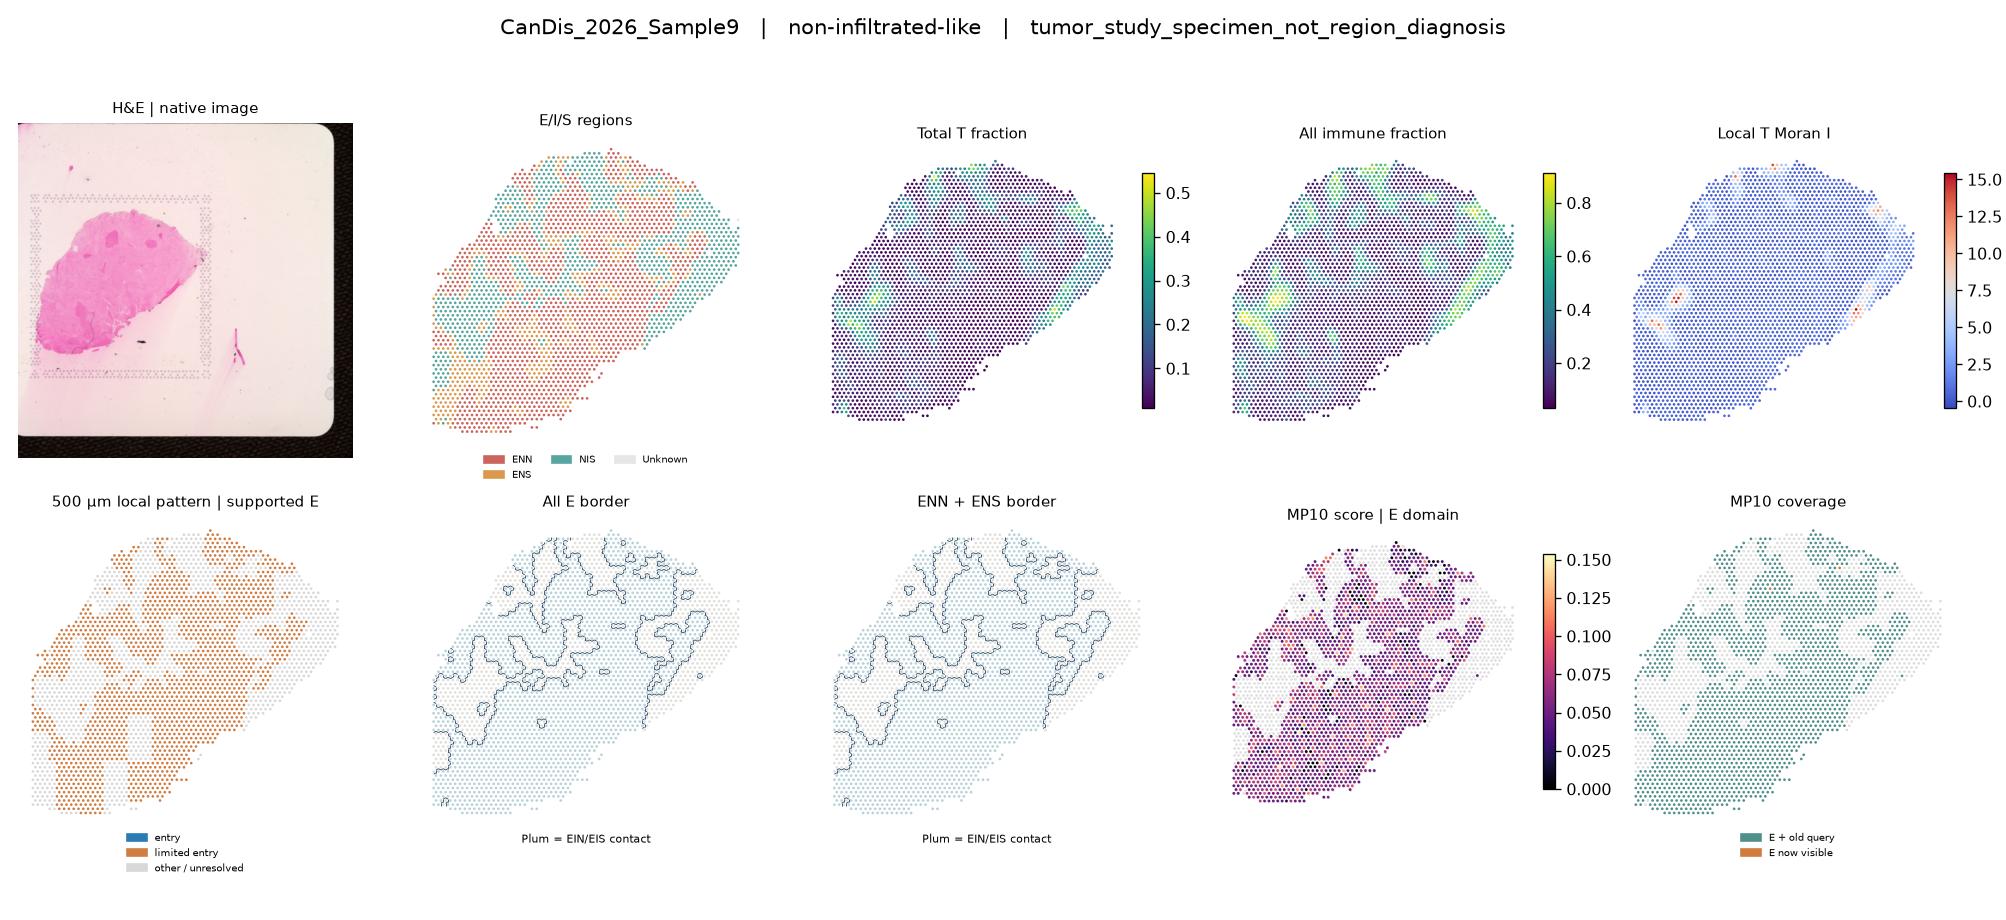 CanDis_2026_Sample9 | non-infiltrated-like | tumor_study_specimen_not_region_diagnosis
H&E | native image
E/I/S regions
ENN
NIS
Unknown
ENS
Total T fraction
0.5
0.4
0.3
0.2
0.1
All immune fraction
0.8
0.6
0.4
0.2
Local T Moran I
15.0
12.5
10.0
7.5
5.0
2.5
0.0
500 µm local pattern | supported E
entry
limited entry
other / unresolved
All E border
Plum = EIN/EIS contact
ENN + ENS border
Plum = EIN/EIS contact
MP10 score | E domain
0.150
0.125
0.100
0.075
0.050
0.025
0.000
MP10 coverage
E + old query
E now visible